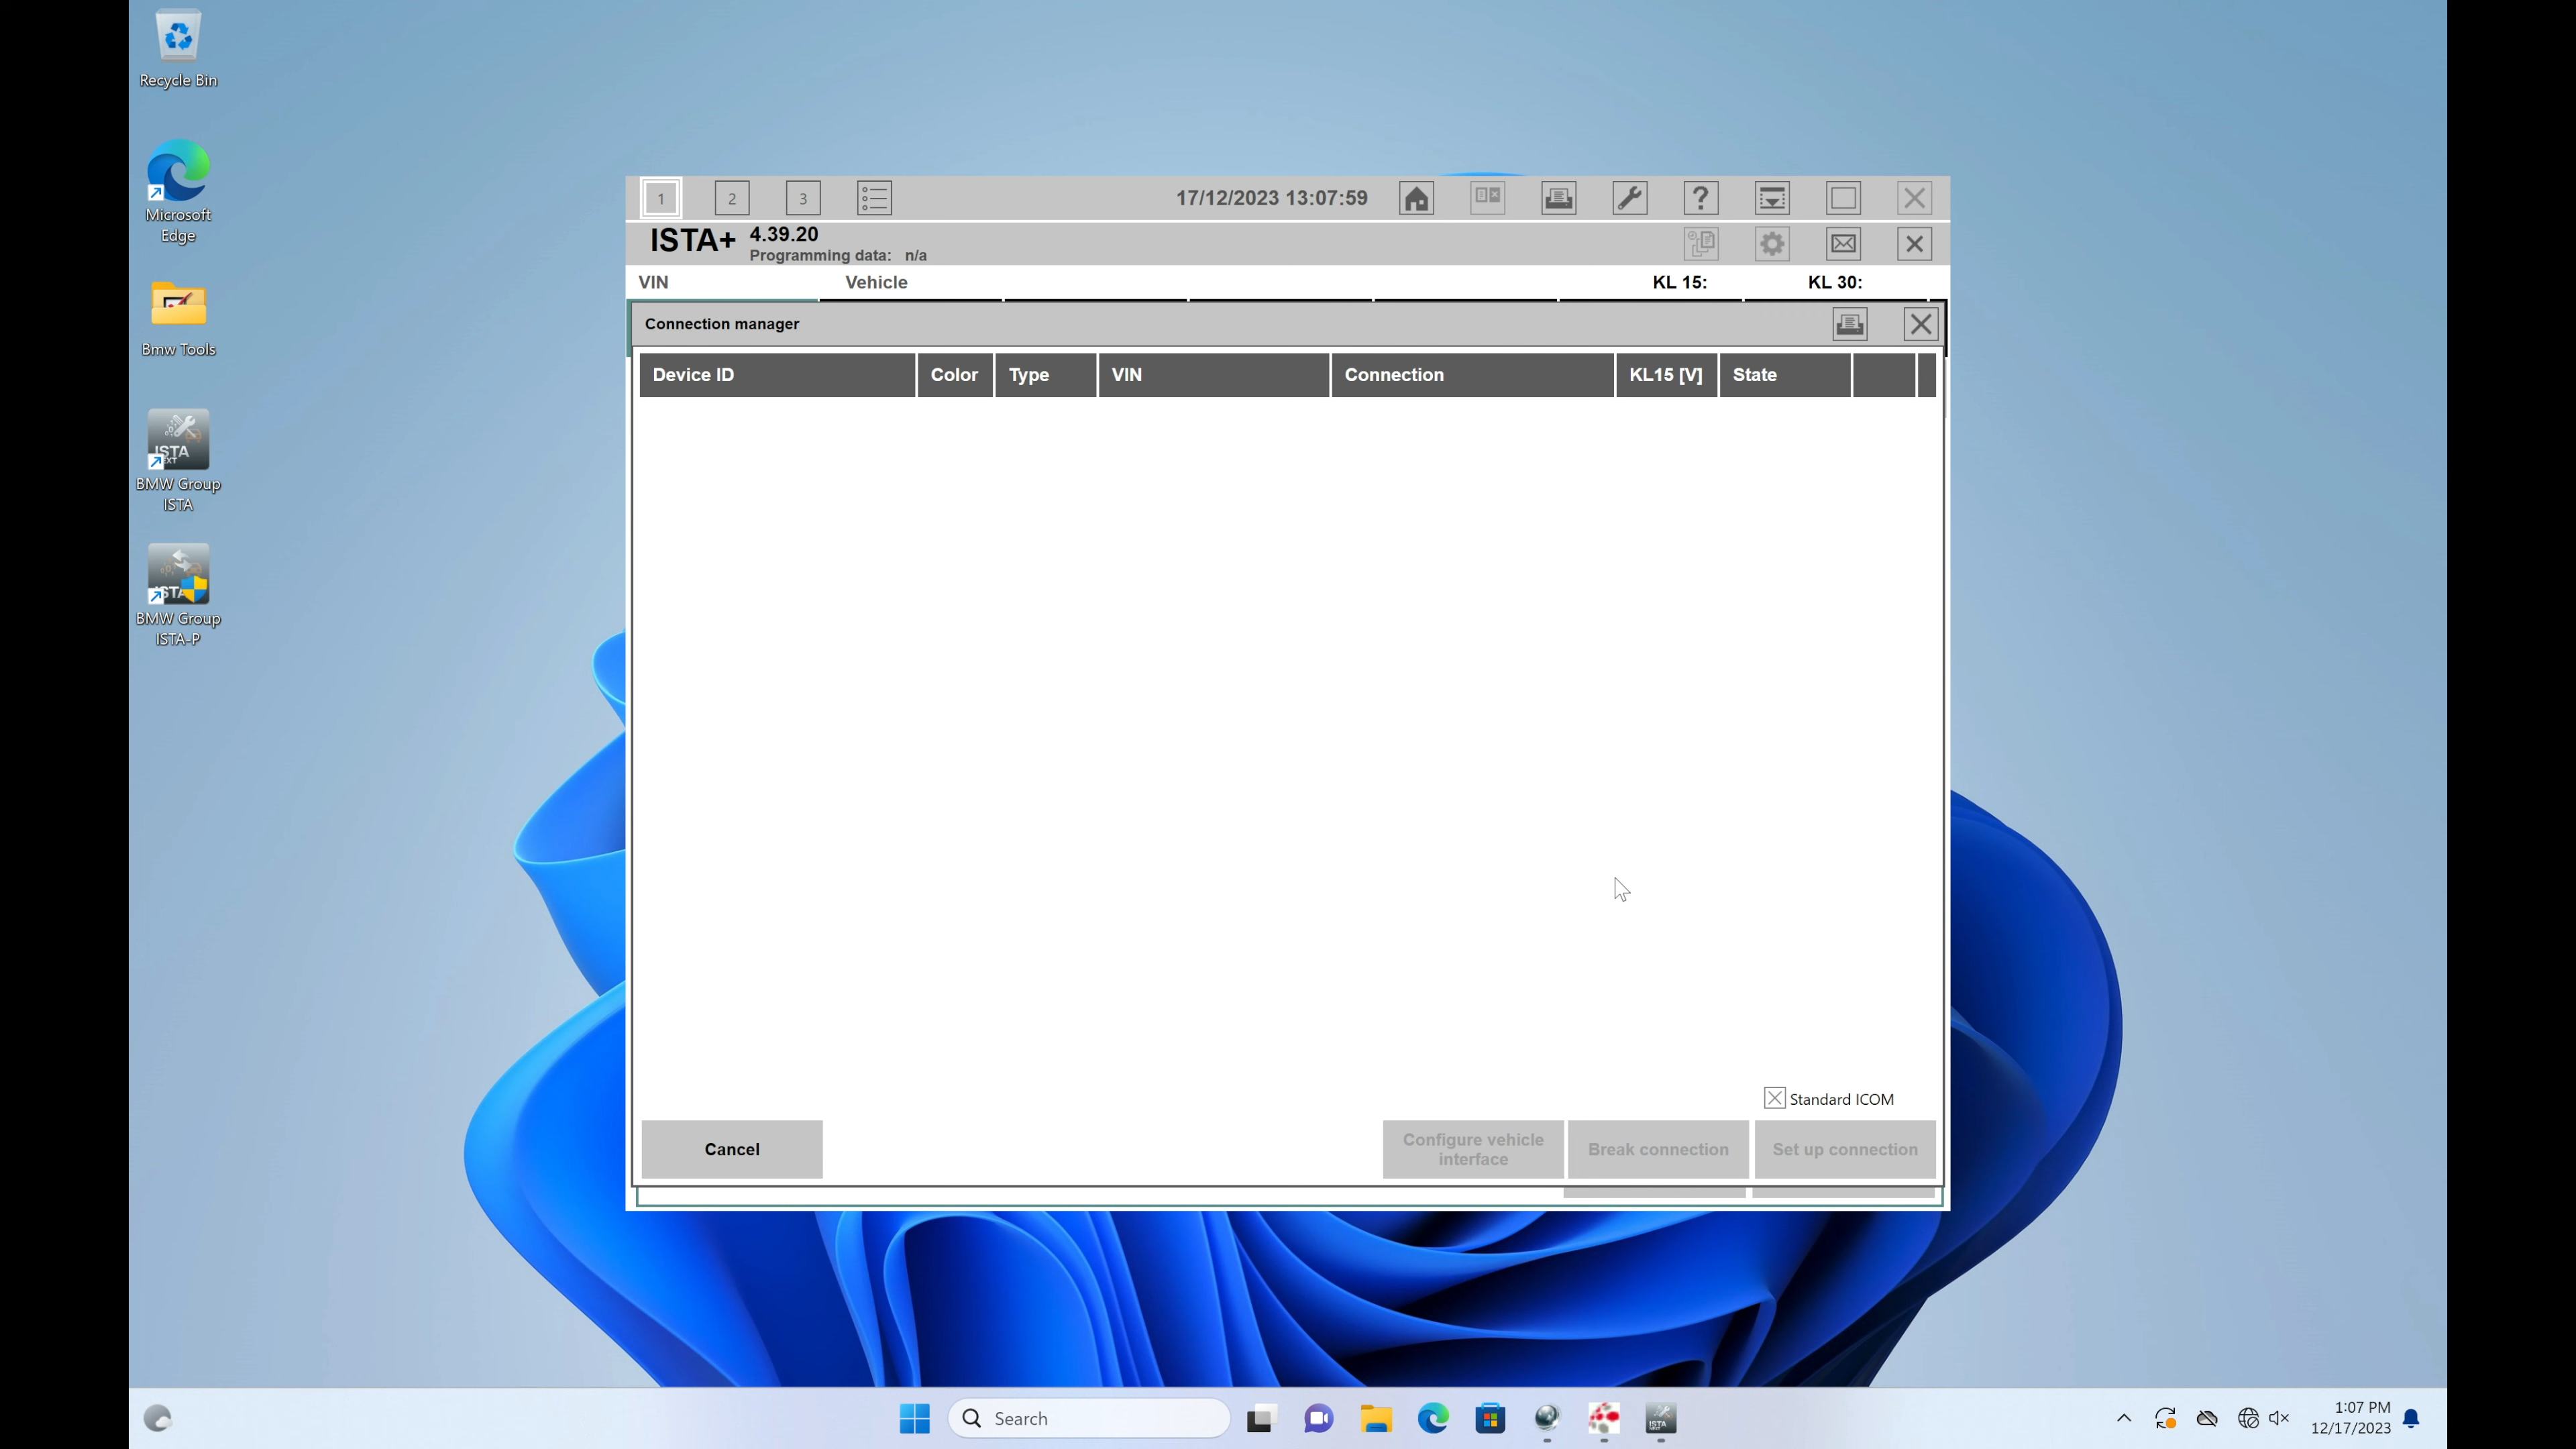 Recycle Bin
Microsoft
Edge
Bmw Tools
ISTA
BMW Group
ISTA
BMW Group
ISTA-P
1
2
3
17/12/2023 13:07:59
ISTA+
4.39.20
Programming data: n/a
VIN
Vehicle
KL 15:
KL 30:
Connection manager
Device ID
Color
Type
VIN
Connection
KL15 [V]
State
Standard ICOM
Cancel
Configure vehicle
interface
Break connection
Set up connection
Search
ISTA
1:07 PM
12/17/2023